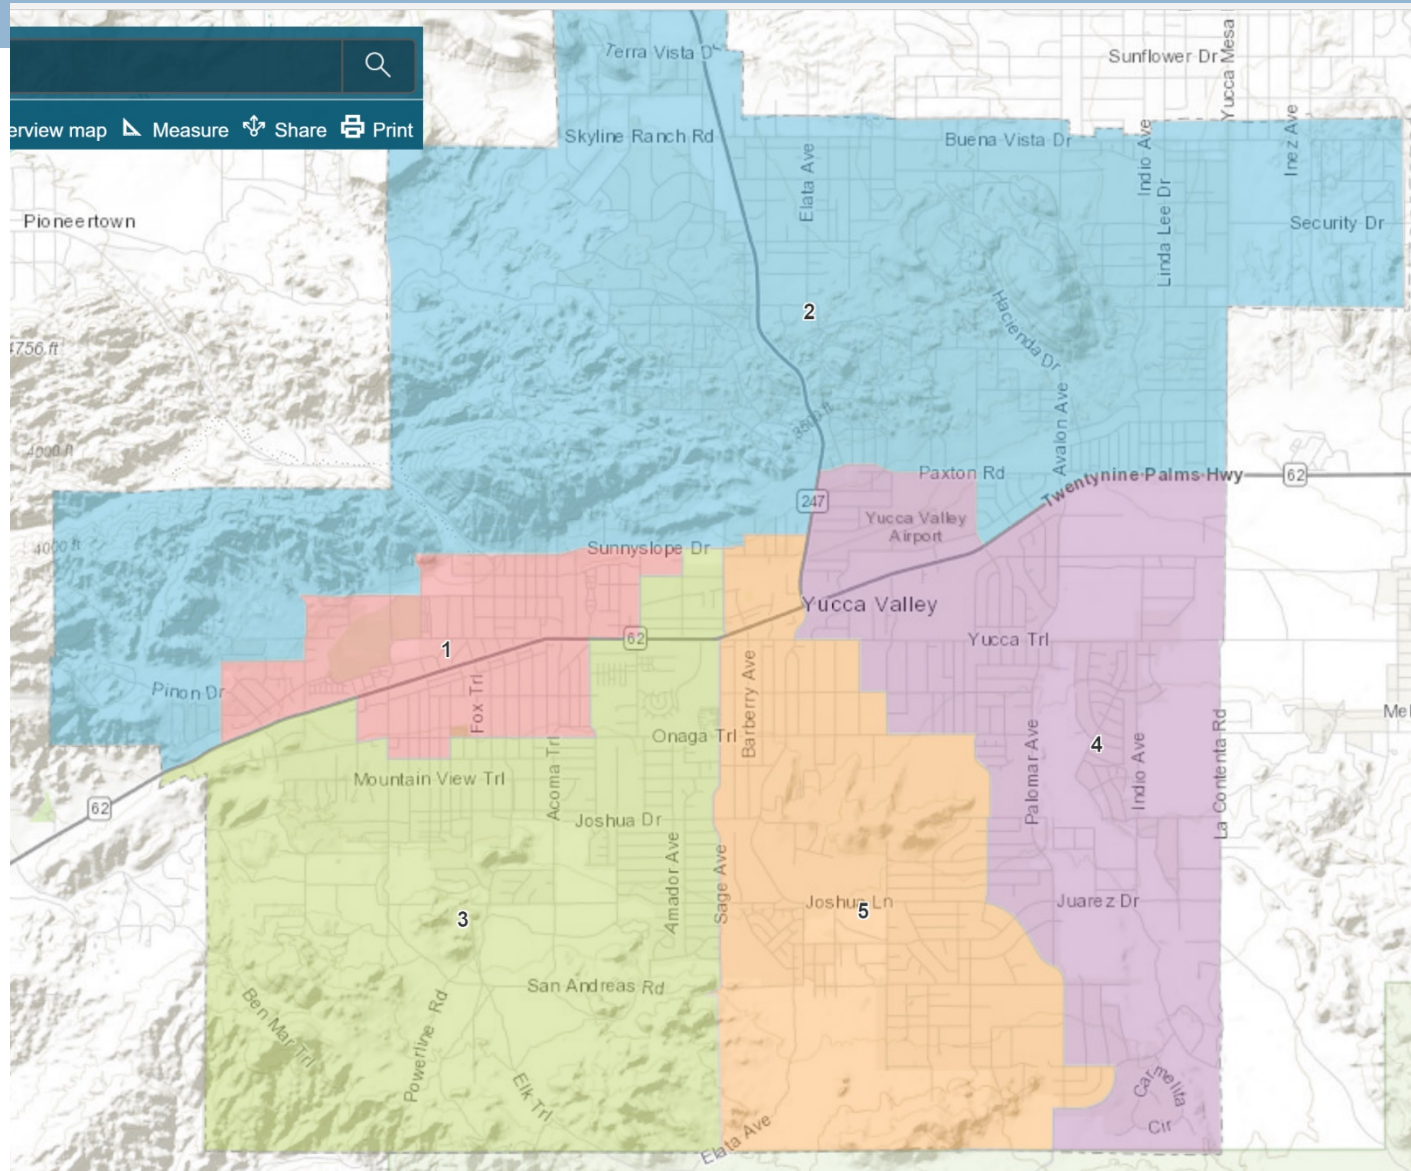 Terra Vista Dr
Sunflower Dr
Yucca Mesa
erview map
Measure
Share
Print
Skyline Ranch Rd
Elata Ave
Buena Vista Dr
Indio Ave
Linda Lee Dr
Inez Ave
Pioneertown
Security Dr
2
Hacienda Dr
4756 ft
3500 ft
Avalon Ave
4000 ft
Paxton Rd
Twentynine Palms Hwy
62
247
Yucca Valley
Airport
4000 ft
Sunnyslope Dr
Yucca Valley
62
1
Yucca Trl
Pinon Dr
Fox Trl
Barberry Ave
Onaga Trl
Mel
4
Palomar Ave
Indio Ave
La Contenta Rd
Mountain View Trl
Acoma Trl
62
Joshua Dr
Amador Ave
Sage Ave
Joshua Ln
5
Juarez Dr
3
San Andreas Rd
Ben Mar Trl
Powerline Rd
Elk Trl
Carmelita
Cir
Elata Ave